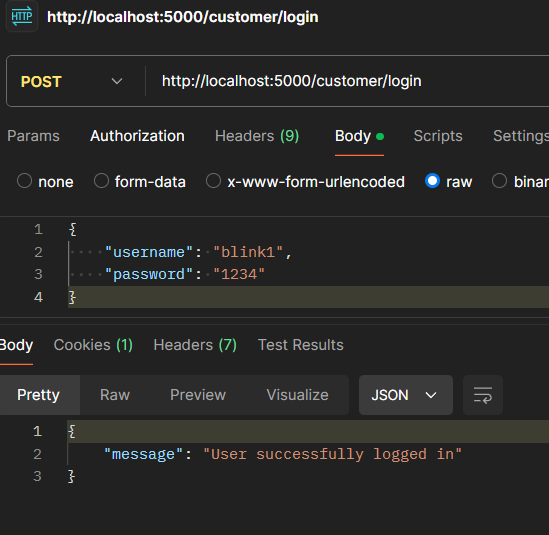 HTTP http://localhost:5000/customer/login
POST http://localhost:5000/customer/login
Params Authorization Headers (9) Body Scripts Settings
none form-data x-www-form-urlencoded raw binar
1 {
2 "username": "blink1",
3 "password": "1234"
4 }
Body Cookies (1) Headers (7) Test Results
Pretty Raw Preview Visualize JSON
1 {
2 "message": "User successfully logged in"
3 }